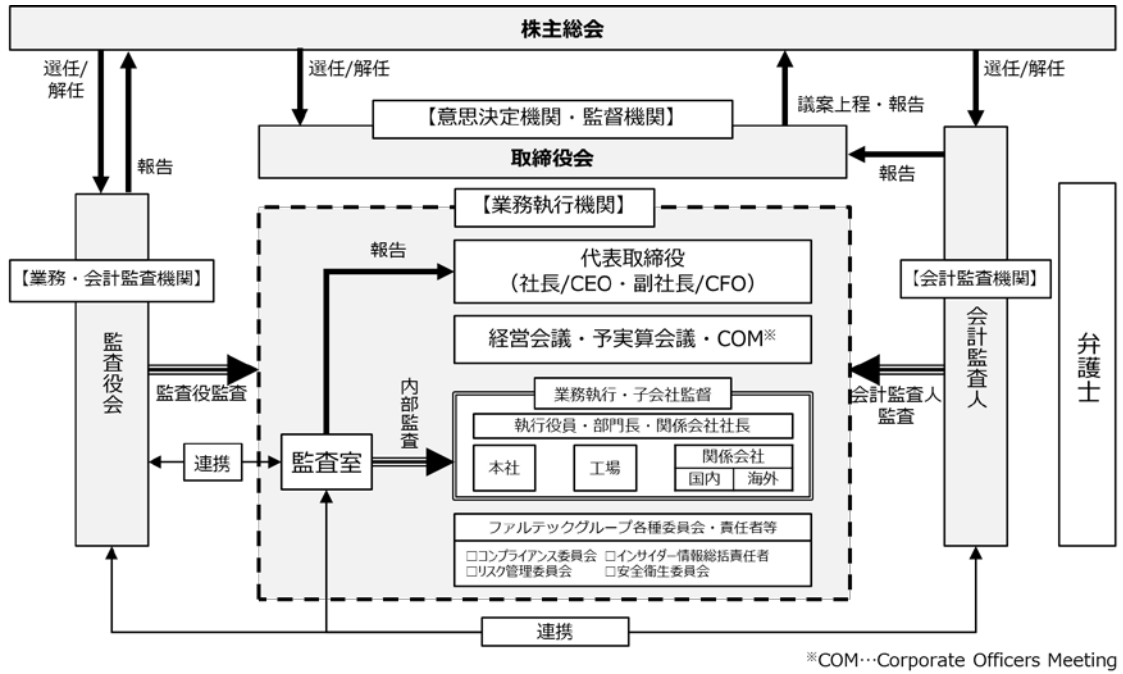 株主総会
選任/
解任
報告
選任/解任
議案上程・報告
選任/解任
【意思決定機関・監督機関】
取締役会
報告
【業務執行機関】
代表取締役
（社長/CEO・副社長/CFO）
報告
経営会議・予実算会議・COM※
【業務・会計監査機関】
監査役会
監査役監査
【会計監査機関】
会計監査人
会計監査人
監査
弁護士
内部監査
業務執行・子会社監督
執行役員・部門長・関係会社社長
本社
工場
関係会社
国内
海外
連携
監査室
ファルテックグループ各種委員会・責任者等
□コンプライアンス委員会 □インサイダー情報総括責任者
□リスク管理委員会 □安全衛生委員会
連携
※COM…Corporate Officers Meeting